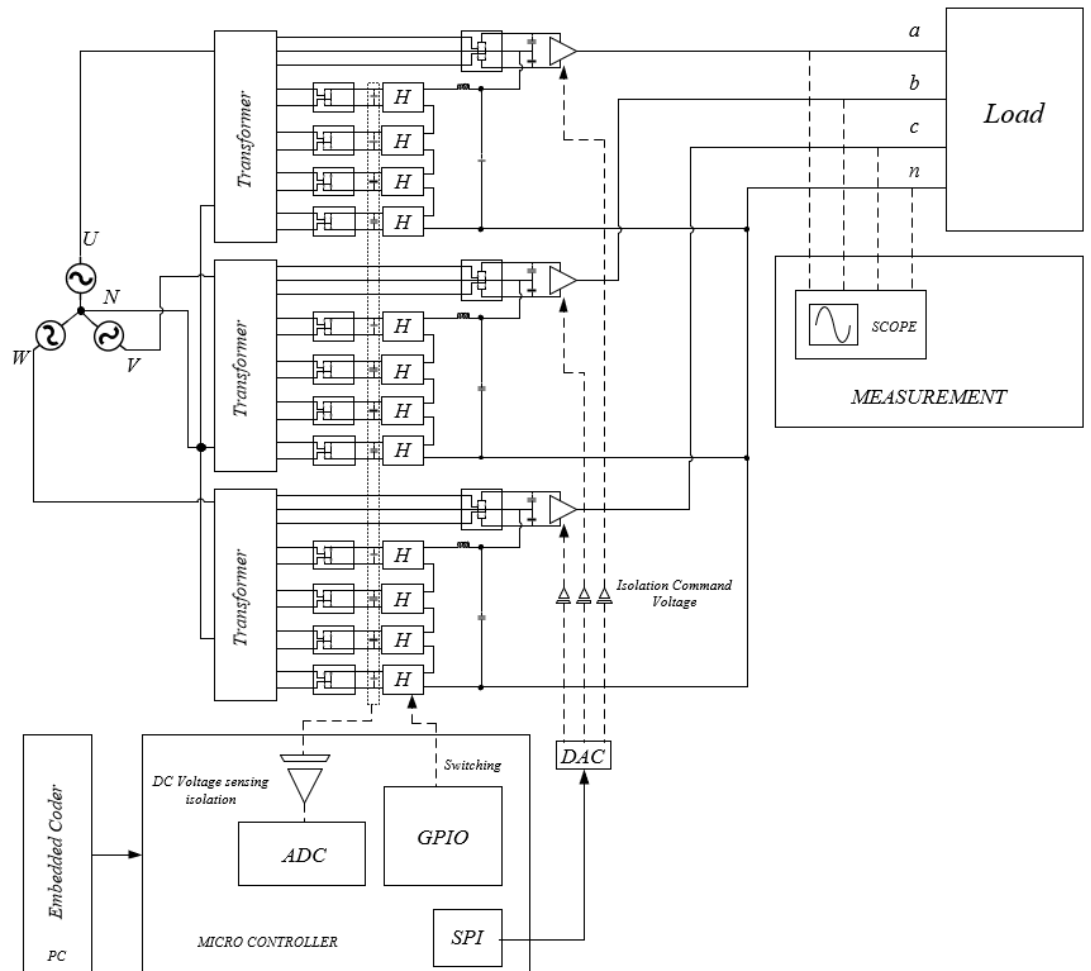 a
b
c
n
Load
Transformer
H
H
H
H
U
N
W
V
Transformer
H
H
H
H
SCOPE
MEASUREMENT
Transformer
H
H
H
H
Isolation Command
Voltage
DAC
Switching
DC Voltage sensing
isolation
GPIO
ADC
Embedded Coder
PC
MICRO CONTROLLER
SPI